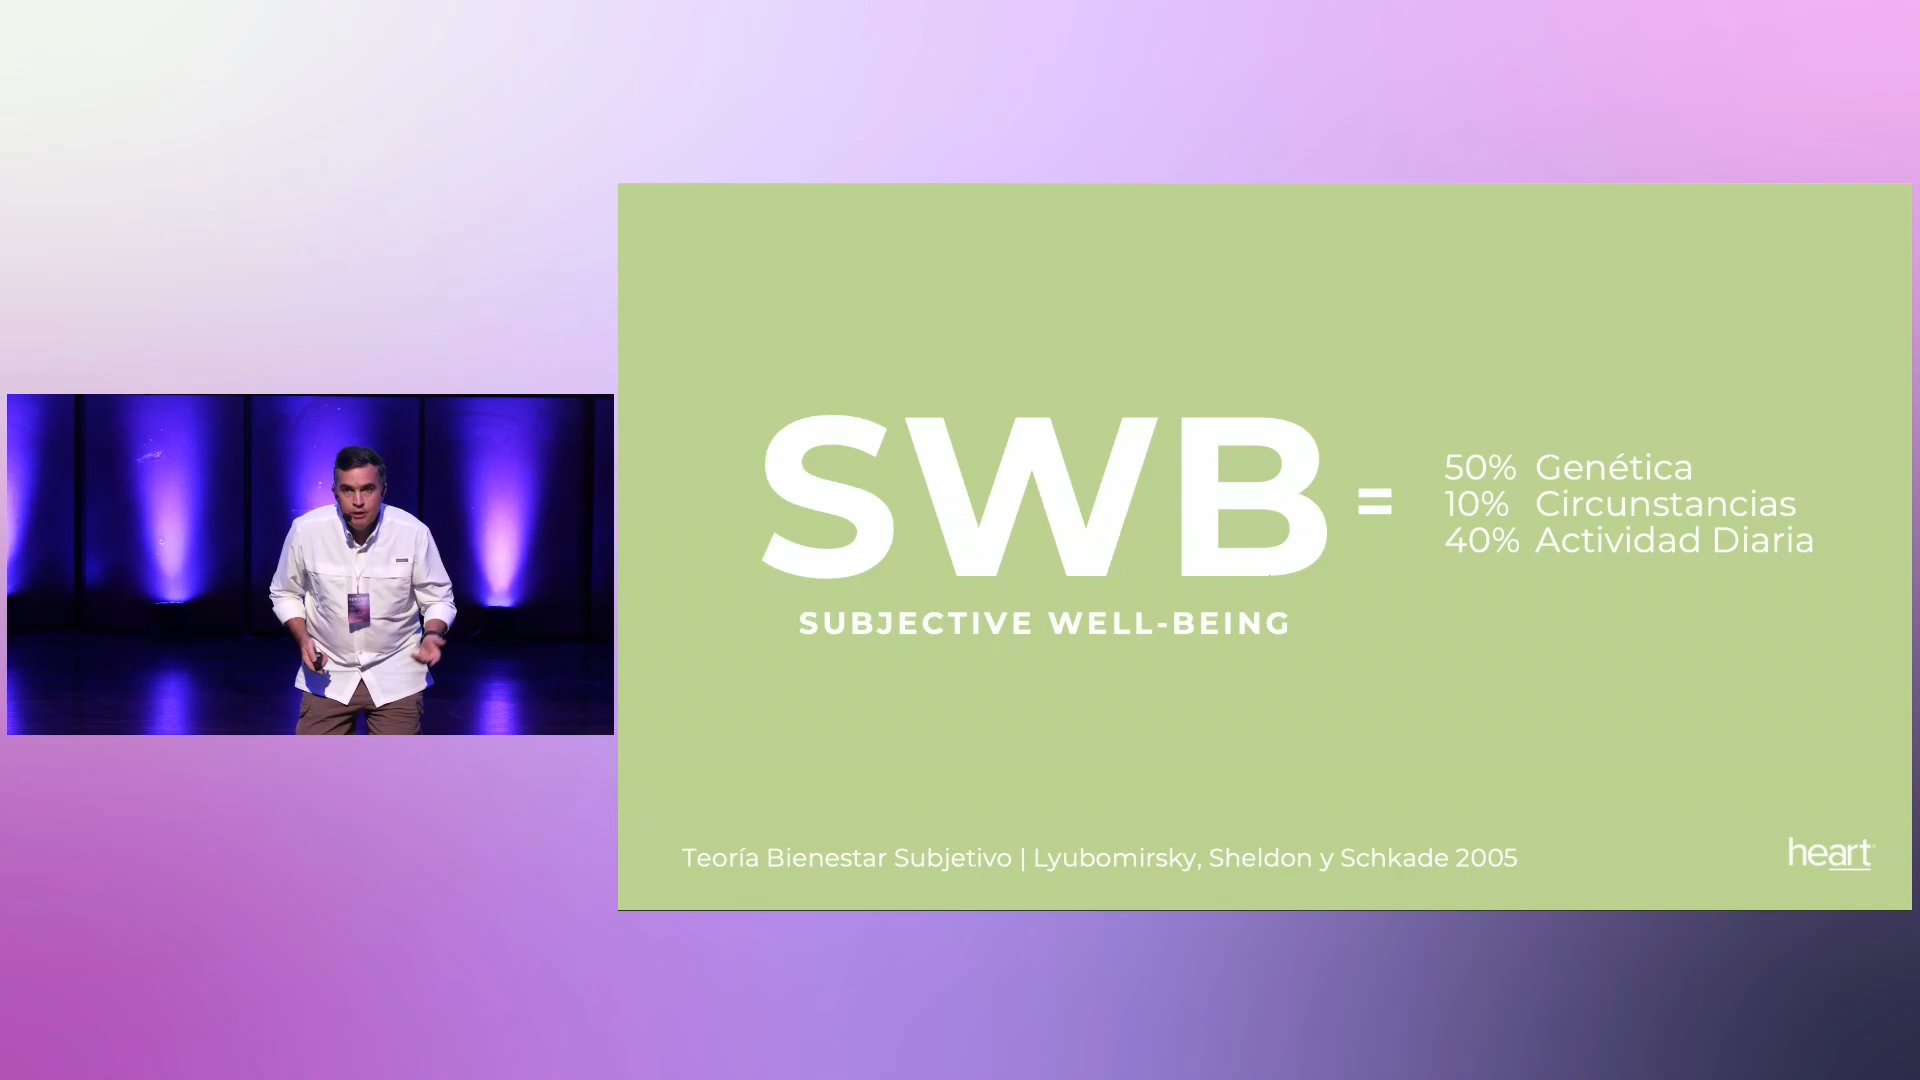 SWB
=
50% Genética
10% Circunstancias
40% Actividad Diaria
SUBJECTIVE WELL-BEING
Teoría Bienestar Subjetivo | Lyubomirsky, Sheldon y Schkade 2005
heart